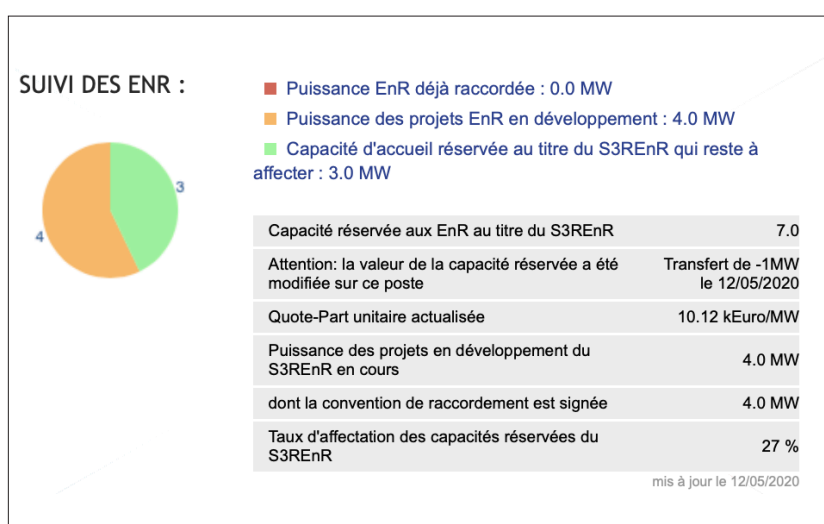 SUIVI DES ENR :
Puissance EnR déjà raccordée : 0.0 MW
Puissance des projets EnR en développement : 4.0 MW
Capacité d'accueil réservée au titre du S3REnR qui reste à
affecter : 3.0 MW
3
4
Capacité réservée aux EnR au titre du S3REnR 7.0
Attention: la valeur de la capacité réservée a été Transfert de -1MW
modifiée sur ce poste le 12/05/2020
Quote-Part unitaire actualisée 10.12 kEuro/MW
Puissance des projets en développement du
S3REnR en cours 4.0 MW
dont la convention de raccordement est signée 4.0 MW
Taux d'affectation des capacités réservées du
S3REnR 27 %
mis à jour le 12/05/2020